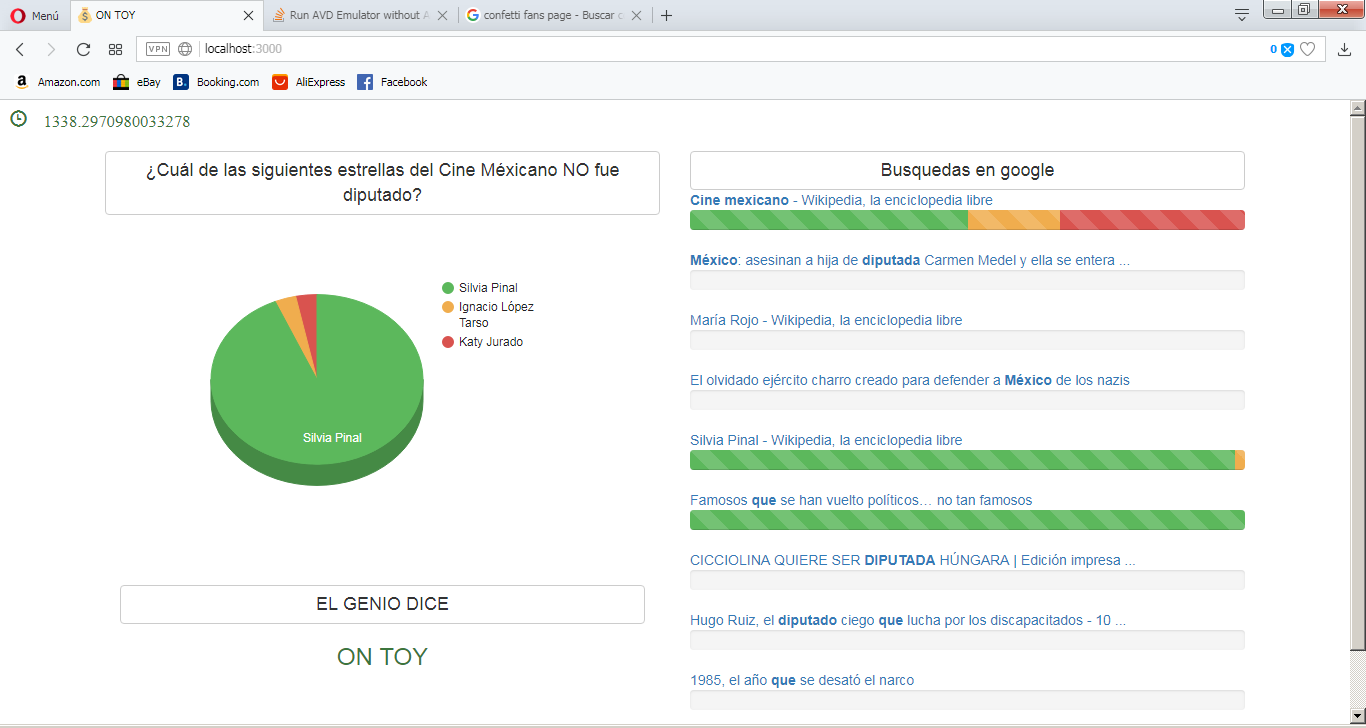 Menú
ON TOY
Run AVD Emulator without A
confetti fans page - Buscar c
VPN
localhost:3000
0
Amazon.com
eBay
Booking.com
AliExpress
Facebook
1338.2970980033278
¿Cuál de las siguientes estrellas del Cine Méxicano NO fue
diputado?
Silvia Pinal
Ignacio López
Tarso
Katy Jurado
Silvia Pinal
EL GENIO DICE
ON TOY
Busquedas en google
Cine mexicano - Wikipedia, la enciclopedia libre
México: asesinan a hija de diputada Carmen Medel y ella se entera ...
María Rojo - Wikipedia, la enciclopedia libre
El olvidado ejército charro creado para defender a México de los nazis
Silvia Pinal - Wikipedia, la enciclopedia libre
Famosos que se han vuelto políticos… no tan famosos
CICCIOLINA QUIERE SER DIPUTADA HÚNGARA | Edición impresa ...
Hugo Ruiz, el diputado ciego que lucha por los discapacitados - 10 ...
1985, el año que se desató el narco